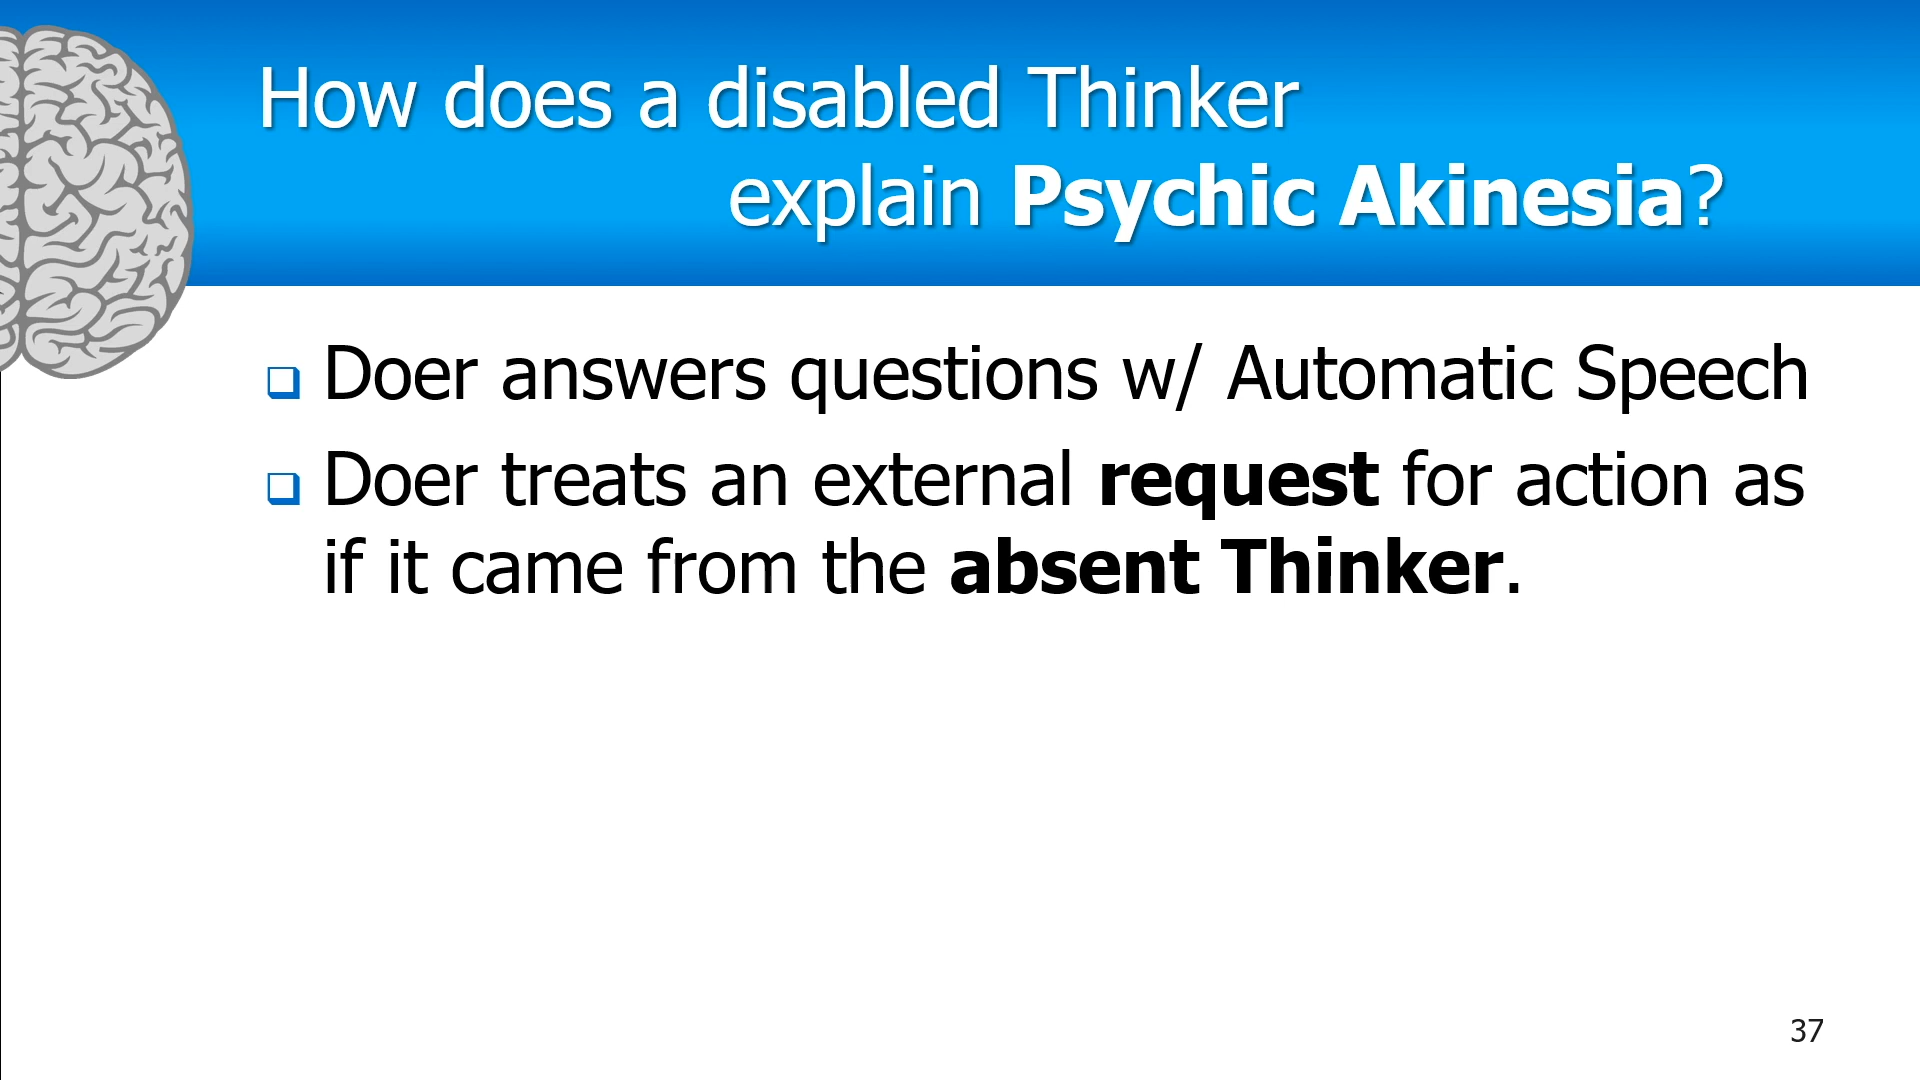 How does a disabled Thinker
explain Psychic Akinesia?
❑ Doer answers questions w/ Automatic Speech
❑ Doer treats an external request for action as
if it came from the absent Thinker.
37